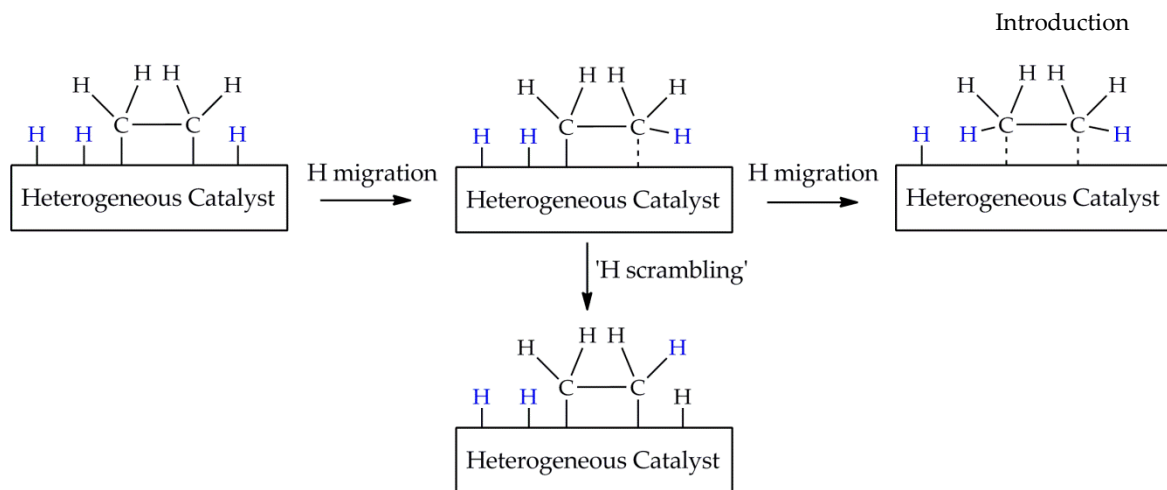 Introduction
H H H H
H H C C H
Heterogeneous Catalyst
H migration
H H H H
H H C C H
Heterogeneous Catalyst
H migration
H H H H
H H C C H
Heterogeneous Catalyst
'H scrambling'
H H H H
H H C C H
Heterogeneous Catalyst